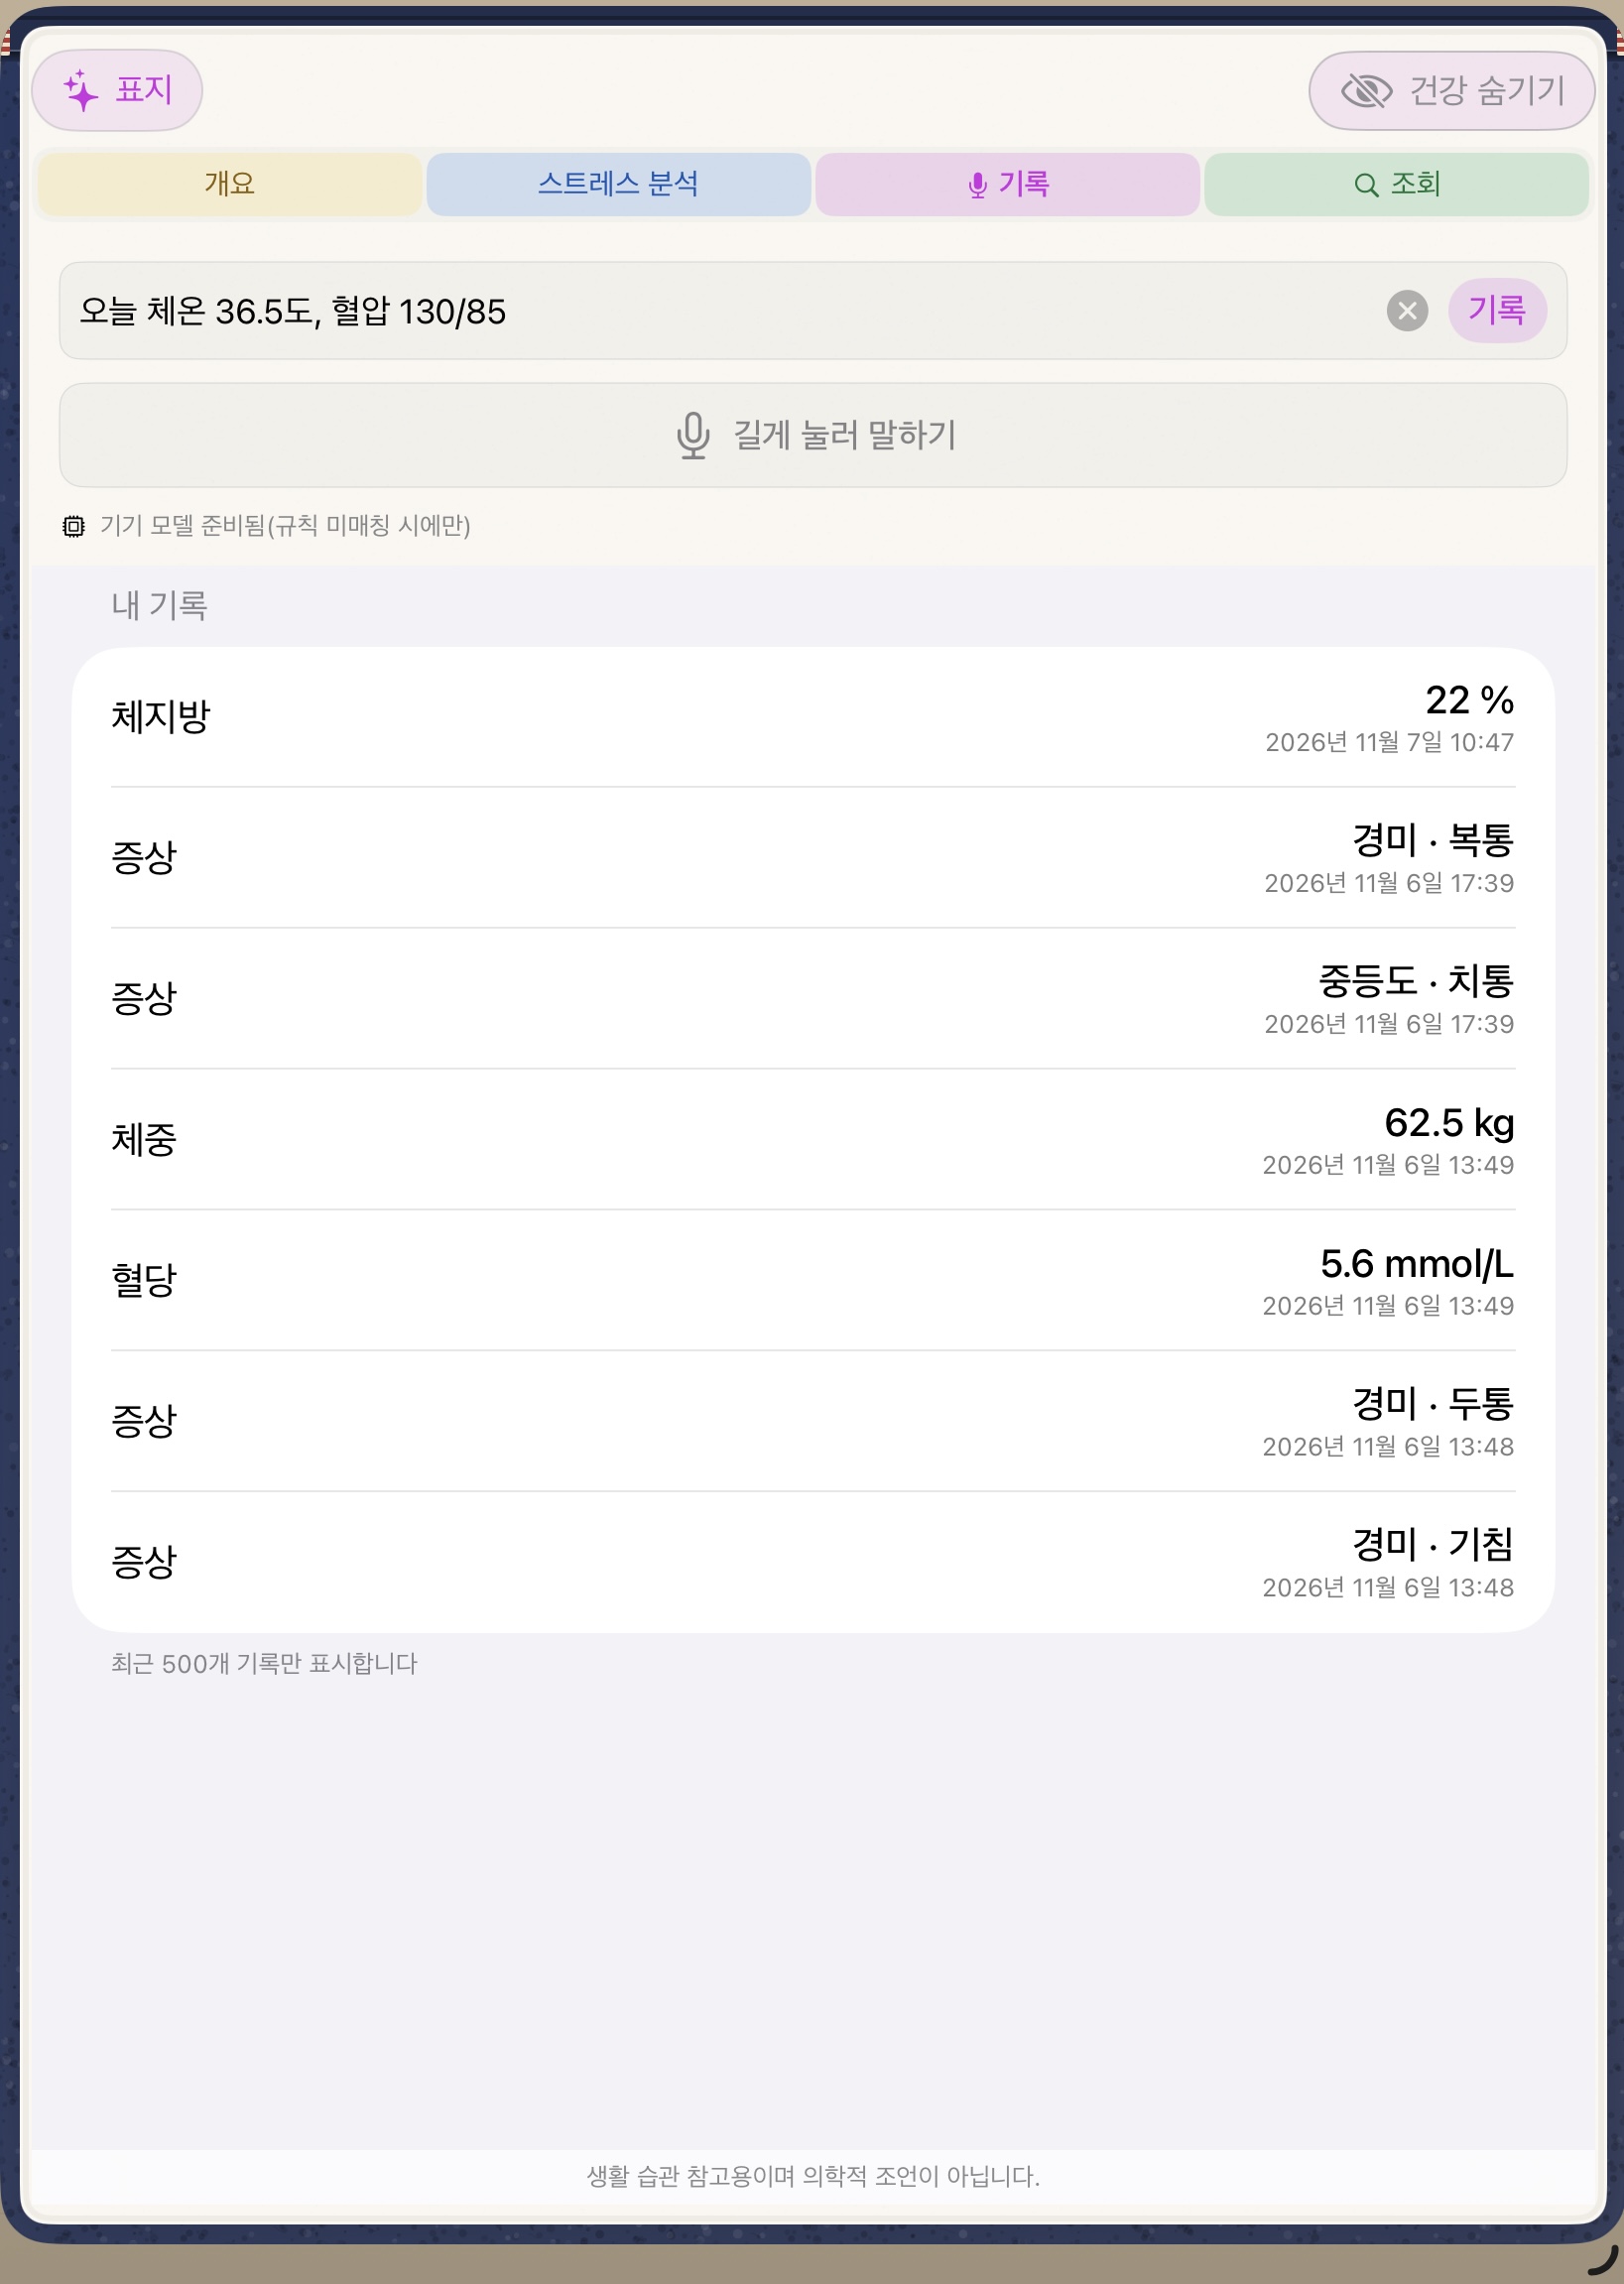 표지
건강 숨기기
개요
스트레스 분석
기록
조회
오늘 체온 36.5도, 혈압 130/85
기록
길게 눌러 말하기
기기 모델 준비됨(규칙 미매칭 시에만)
내 기록
체지방
22 %
2026년 11월 7일 10:47
증상
경미 · 복통
2026년 11월 6일 17:39
증상
중등도 · 치통
2026년 11월 6일 17:39
체중
62.5 kg
2026년 11월 6일 13:49
혈당
5.6 mmol/L
2026년 11월 6일 13:49
증상
경미 · 두통
2026년 11월 6일 13:48
증상
경미 · 기침
2026년 11월 6일 13:48
최근 500개 기록만 표시합니다
생활 습관 참고용이며 의학적 조언이 아닙니다.